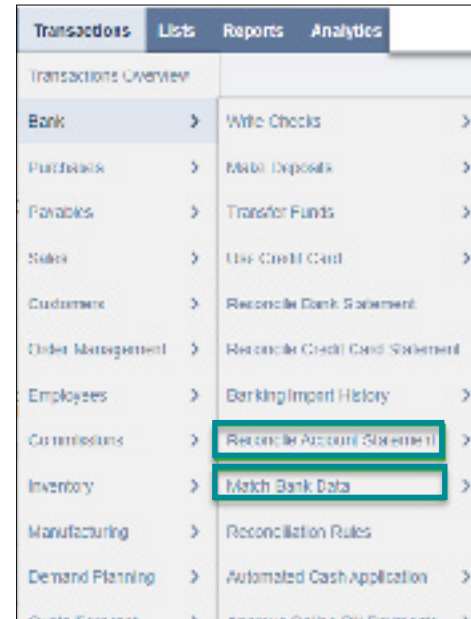 Transactions Lists Reports Analytics
Transactions Overview
Bank
Write Checks
Purchases
Make Deposits
Payables
Transfer Funds
Sales
Use Credit Card
Customers
Reconcile Bank Statement
Order Management
Reconcile Credit Card Statement
Employees
Banking Import History
Commissions
Reconcile Account Statement
Inventory
Match Bank Data
Manufacturing
Reconciliation Rules
Demand Planning
Automated Cash Application